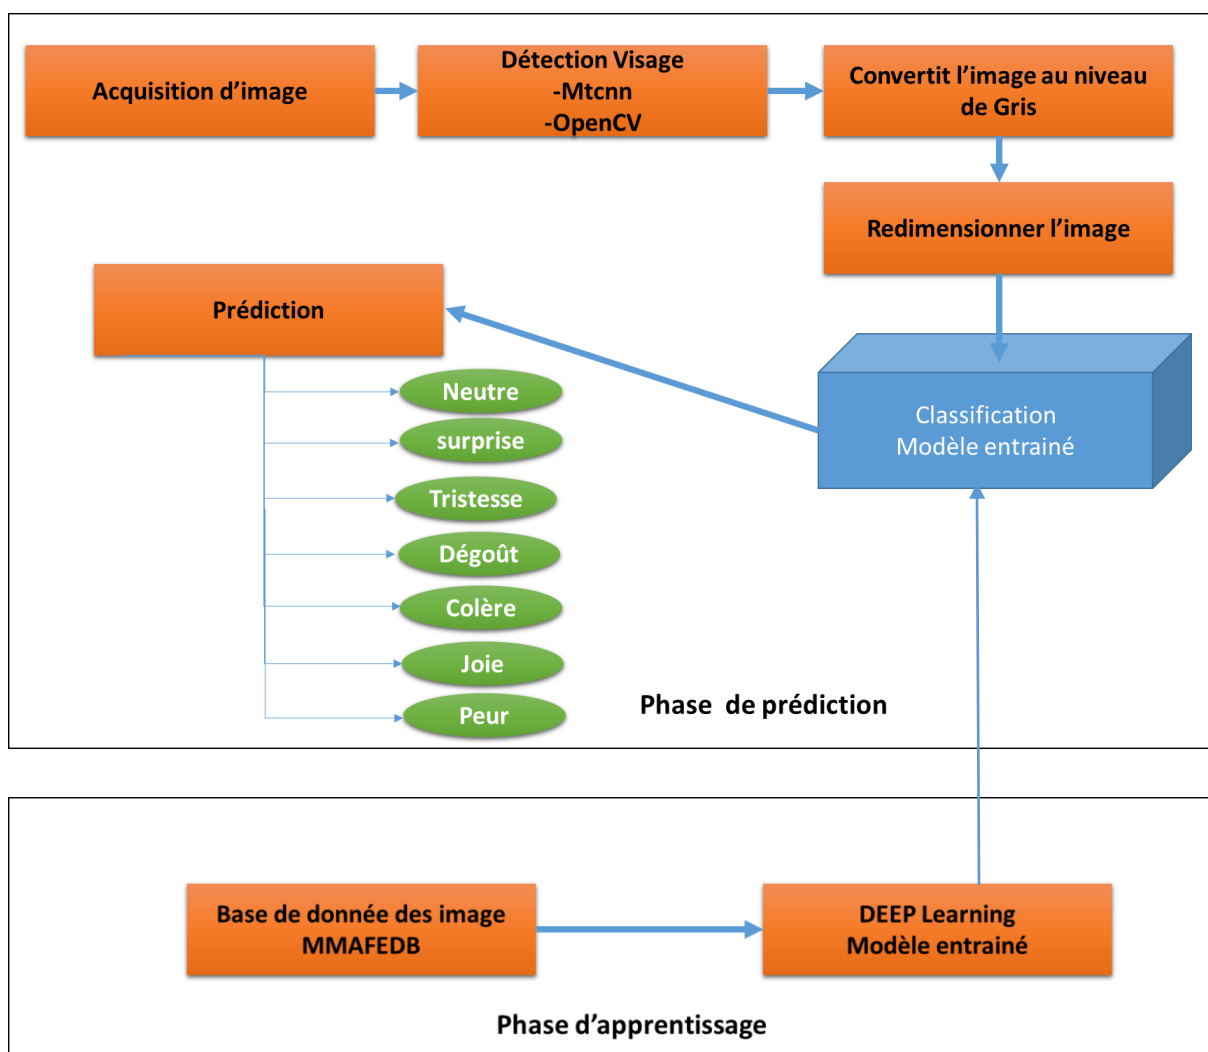 Acquisition d'image
Détection Visage
-Mtcnn
-OpenCV
Convertit l'image au niveau
de Gris
Redimensionner l'image
Prédiction
Classification
Modèle entrainé
Neutre
surprise
Tristesse
Dégoût
Colère
Joie
Peur
Phase de prédiction
Base de donnée des image
MMAFEDB
DEEP Learning
Modèle entrainé
Phase d'apprentissage